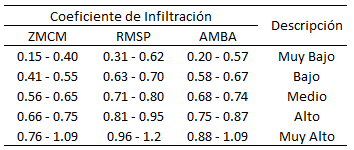 Coeficiente de Infiltración Descripción
ZMCM RMSP AMBA
0.15 - 0.40 0.31 - 0.62 0.20 - 0.57 Muy Bajo
0.41 - 0.55 0.63 - 0.70 0.58 - 0.67 Bajo
0.56 - 0.65 0.71 - 0.80 0.68 - 0.74 Medio
0.66 - 0.75 0.81 - 0.95 0.75 - 0.87 Alto
0.76 - 1.09 0.96 - 1.2 0.88 - 1.09 Muy Alto